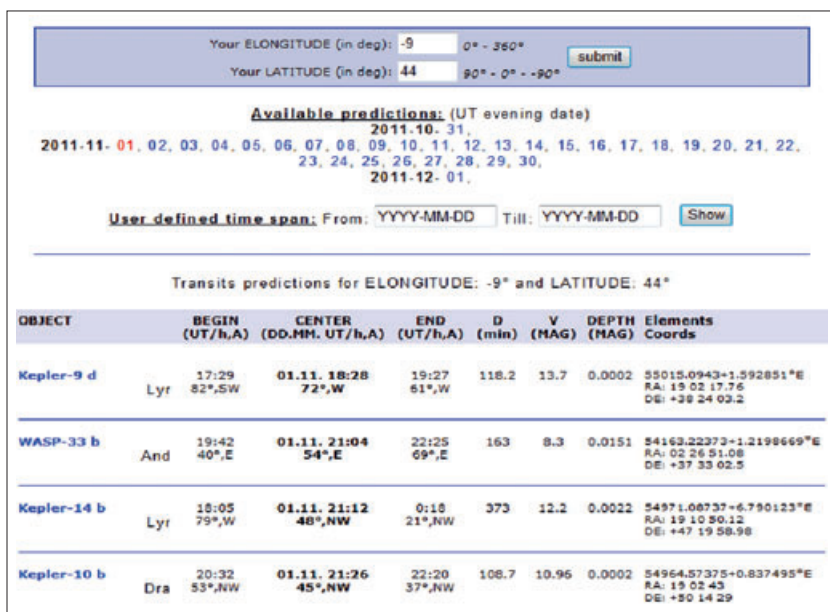 Your ELONGITUDE (in deg): -9 0° - 360°
submit
Your LATITUDE (in deg): 44 90° - 0° - -90°
Available predictions: (UT evening date)
2011-10- 31,
2011-11- 01, 02, 03, 04, 05, 06, 07, 08, 09, 10, 11, 12, 13, 14, 15, 16, 17, 18, 19, 20, 21, 22,
23, 24, 25, 26, 27, 28, 29, 30,
2011-12- 01,
User defined time span: From: YYYY-MM-DD Till: YYYY-MM-DD Show
Transits predictions for ELONGITUDE: -9° and LATITUDE: 44°
OBJECT BEGIN CENTER END D V DEPTH Elements
(UT/h,A) (DD.MM. UT/h,A) (UT/h,A) (min) (MAG) (MAG) Coords
Kepler-9 d Lyr 17:29 01.11. 18:28 19:27 118.2 13.7 0.0002 55015.0943+1.592851*E
82°,SW 72°,W 61°,W RA: 19 02 17.76
DE: +38 24 03.2
WASP-33 b And 19:42 01.11. 21:04 22:25 163 8.3 0.0151 54163.22373+1.2198669*E
40°,E 54°,E 69°,E RA: 02 26 51.08
DE: +37 33 02.5
Kepler-14 b Lyr 18:05 01.11. 21:12 0:18 373 12.2 0.0022 54971.08737+6.790123*E
79°,W 48°,NW 21°,NW RA: 19 10 50.12
DE: +47 19 58.98
Kepler-10 b Dra 20:32 01.11. 21:26 22:20 108.7 10.96 0.0002 54964.57375+0.837495*E
53°,NW 45°,NW 37°,NW RA: 19 02 43
DE: +50 14 29